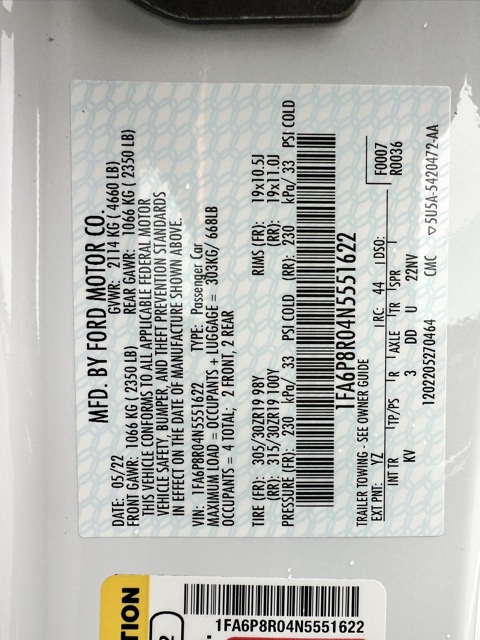 MFD. BY FORD MOTOR CO.
DATE: 05/22 GVWR: 2114 KG ( 4660 LB)
FRONT GAWR: 1066 KG (2350 LB) REAR GAWR: 1066 KG (2350 LB)
THIS VEHICLE CONFORMS TO ALL APPLICABLE FEDERAL MOTOR
VEHICLE SAFETY, BUMPER, AND THEFT PREVENTION STANDARDS
IN EFFECT ON THE DATE OF MANUFACTURE SHOWN ABOVE.
VIN: 1FA6P8R04N5551622 TYPE: Passenger Car
MAXIMUM LOAD = OCCUPANTS + LUGGAGE = 303KG/ 668LB
OCCUPANTS = 4 TOTAL; 2 FRONT, 2 REAR
TIRE (FR): 305/30ZR19 98Y RIMS (FR): 19x10.5J
(RR): 315/30ZR19 100Y (RR): 19x11.0J
PRESSURE (FR): 230 kPa/ 33 PSI COLD (RR): 230 kPa/ 33 PSI COLD
1FA6P8R04N5551622
TRAILER TOWING - SEE OWNER GUIDE
EXT PNT: YZ RC: 44 DSO: F0007
R0036
INT TR TP/PS R AXLE TR SPR
KV 3 DD U 22NV
1202205270464 CMC ▽5U5A-5420472-AA
TION
1FA6P8R04N5551622